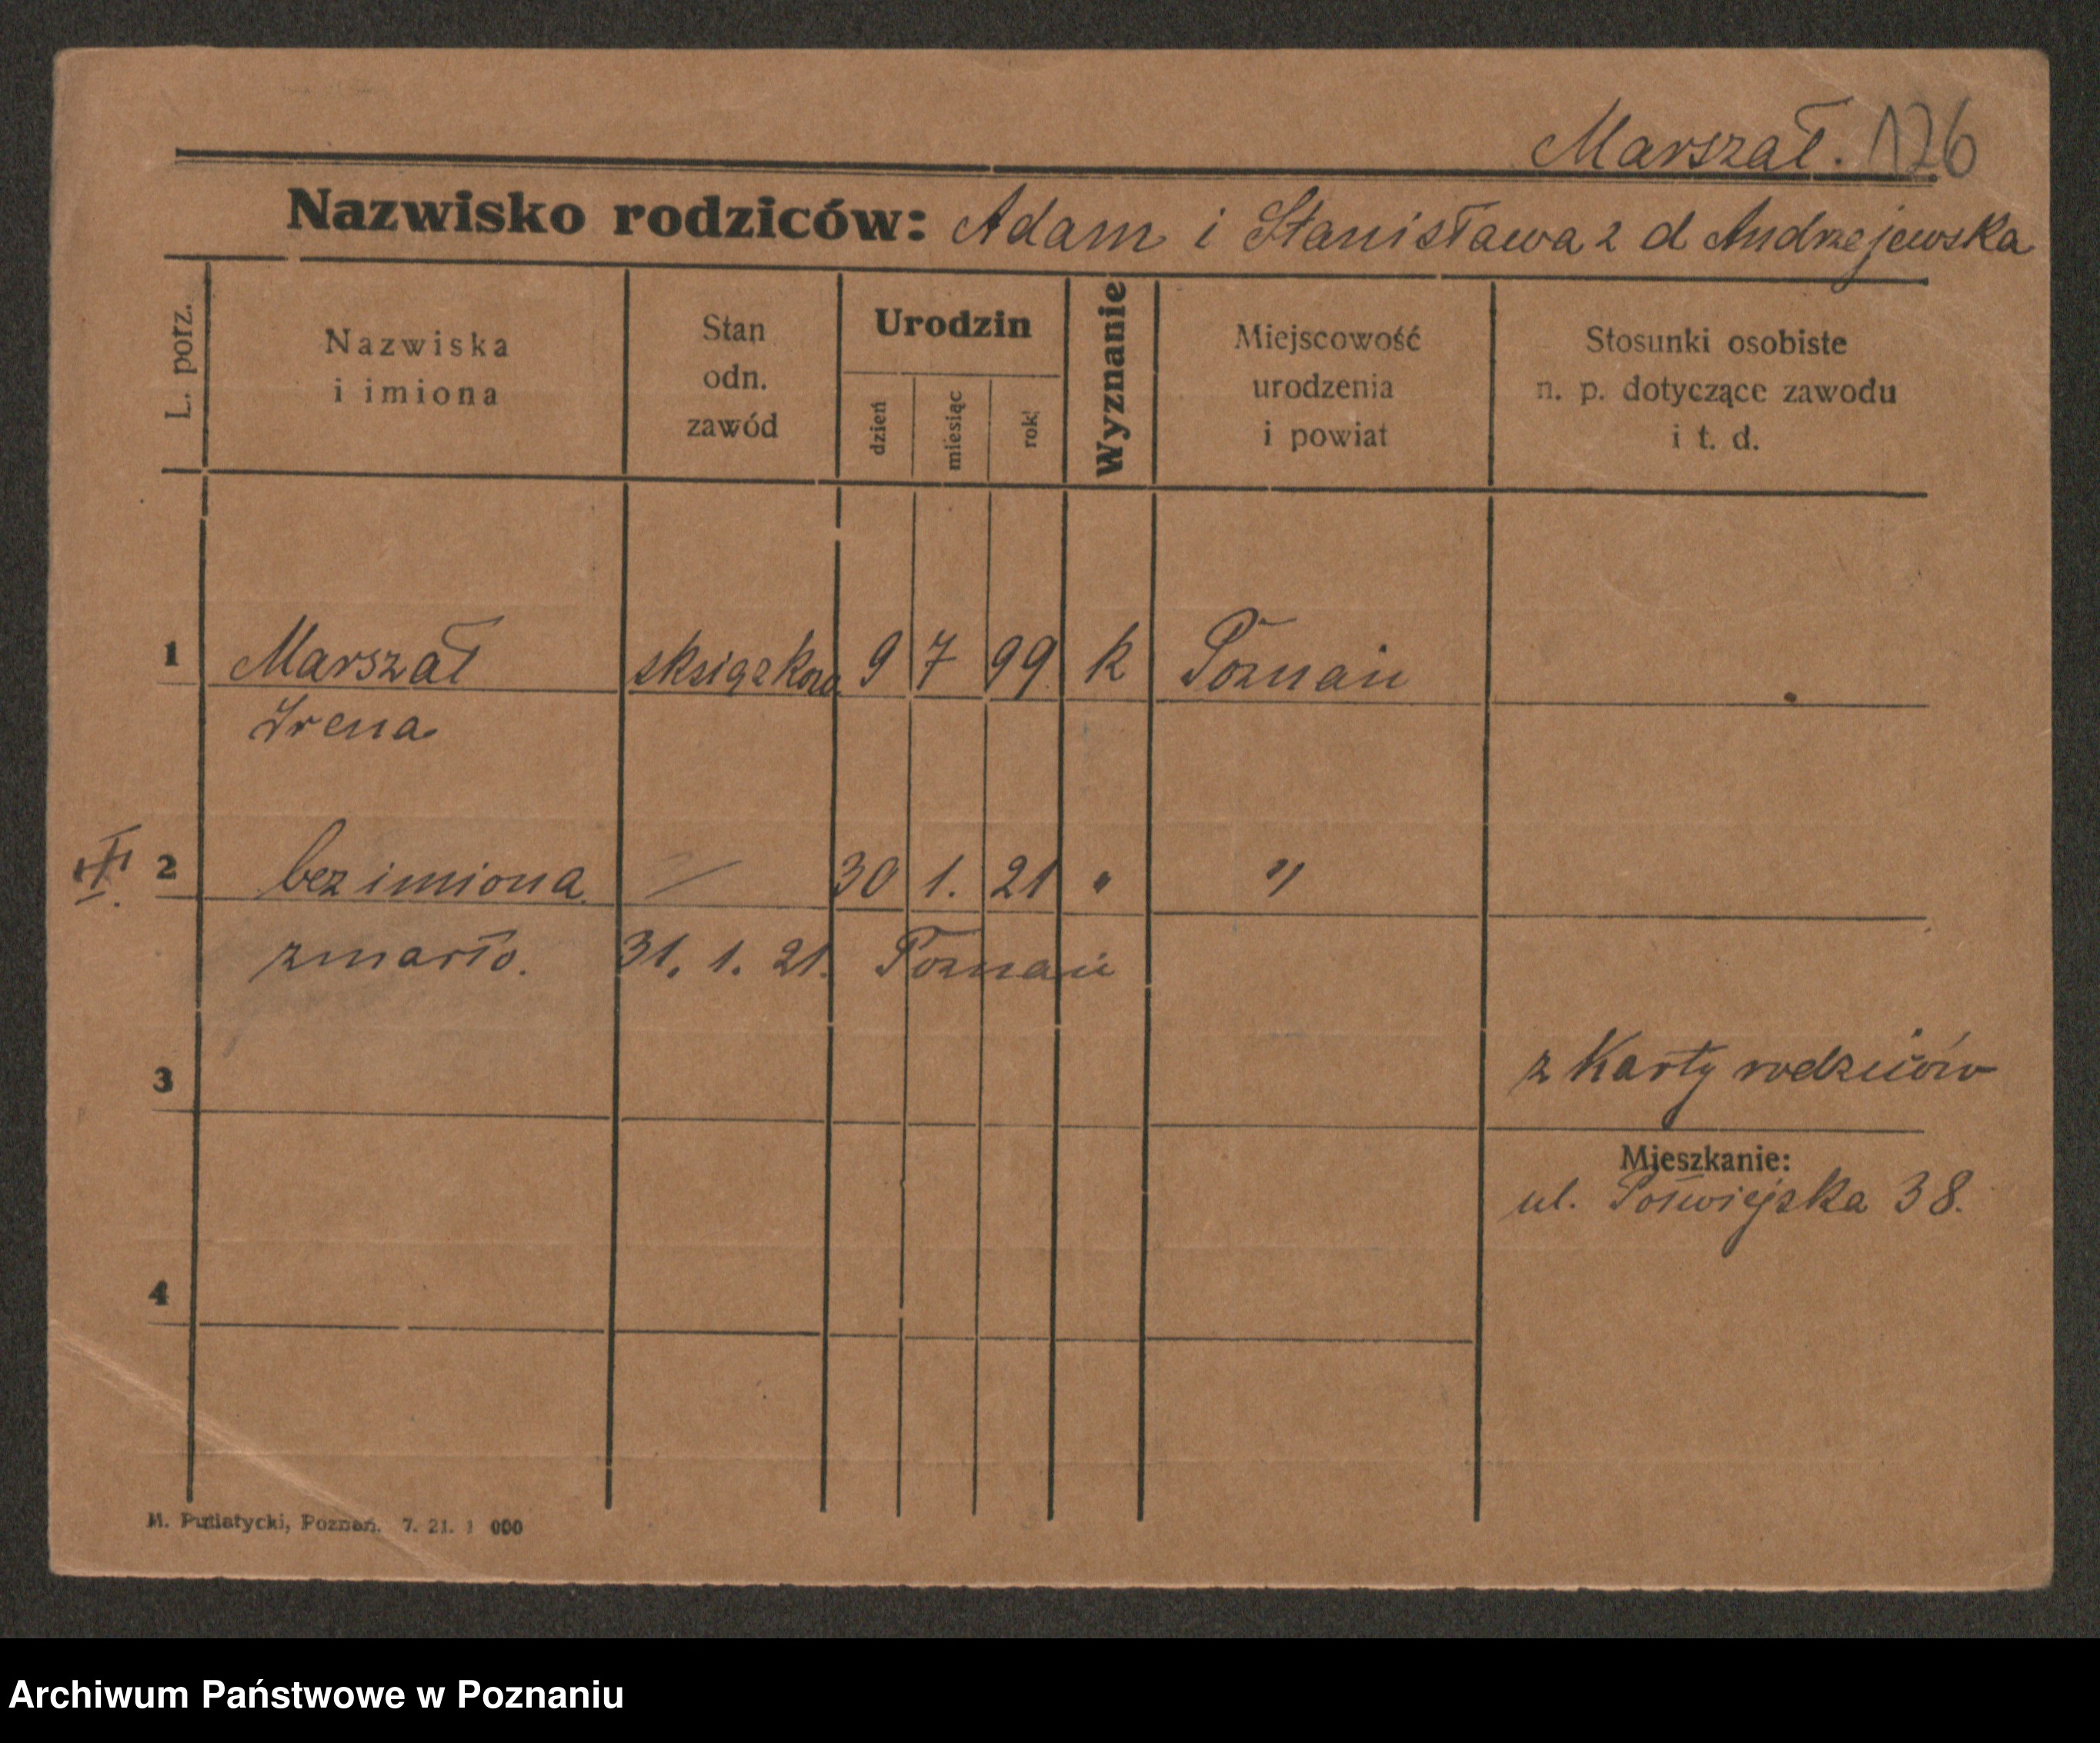 Marszał. 126
Nazwisko rodziców: Adam i Stanisława z d Andrzejewska
L. porz.
Nazwiska
i imiona
Stan
odn.
zawód
Urodzin
dzień
miesiąc
rok
Wyznanie
Miejscowość
urodzenia
i powiat
Stosunki osobiste
n. p. dotyczące zawodu
i t. d.
1 Marszał 9 7 99 k Poznań
Irena
2 bez imiona. — 30 1. 21 " "
zmarło. 31. 1. 21. Poznań
3 z Karty rodziców
Mieszkanie:
ul. Półwiejska 38.
4
M. Putiatycki, Poznań. 7. 21. 000
Archiwum Państwowe w Poznaniu